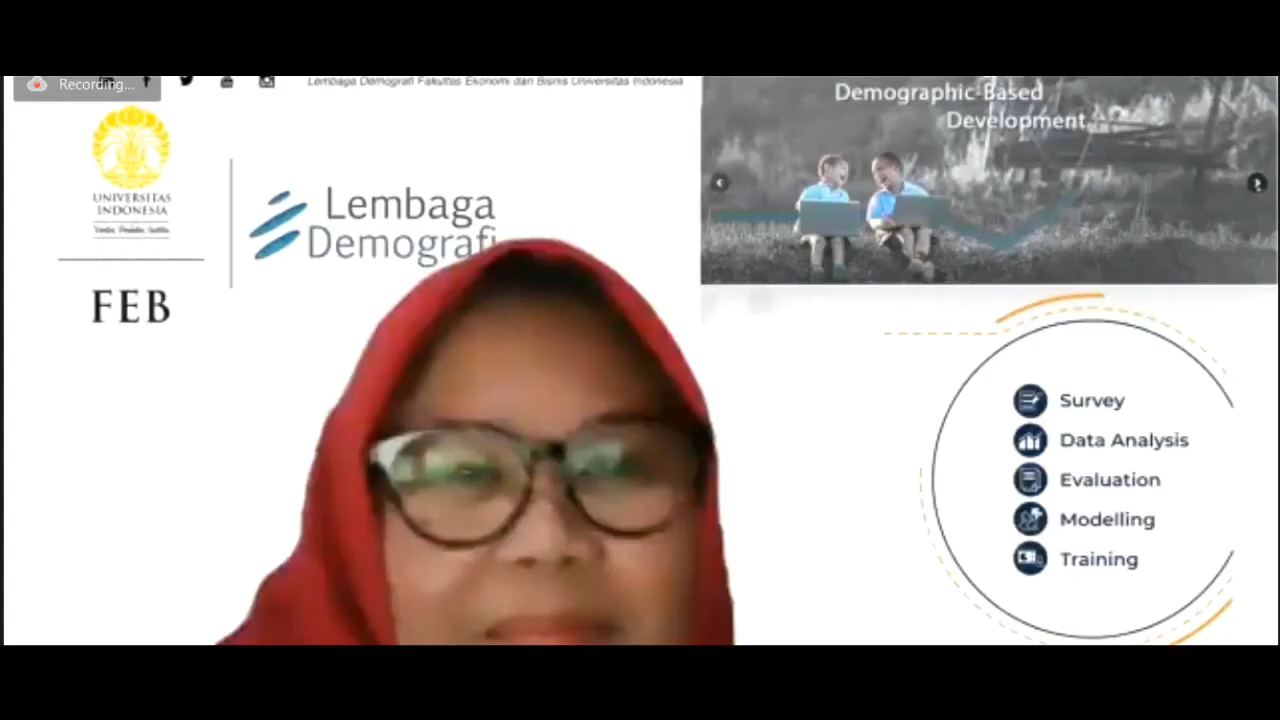 Recording...
Lembaga Demografi Fakultas Ekonomi dan Bisnis Universitas Indonesia
UNIVERSITAS
INDONESIA
FEB
Lembaga
Demografi
Demographic-Based
Development
Survey
Data Analysis
Evaluation
Modelling
Training